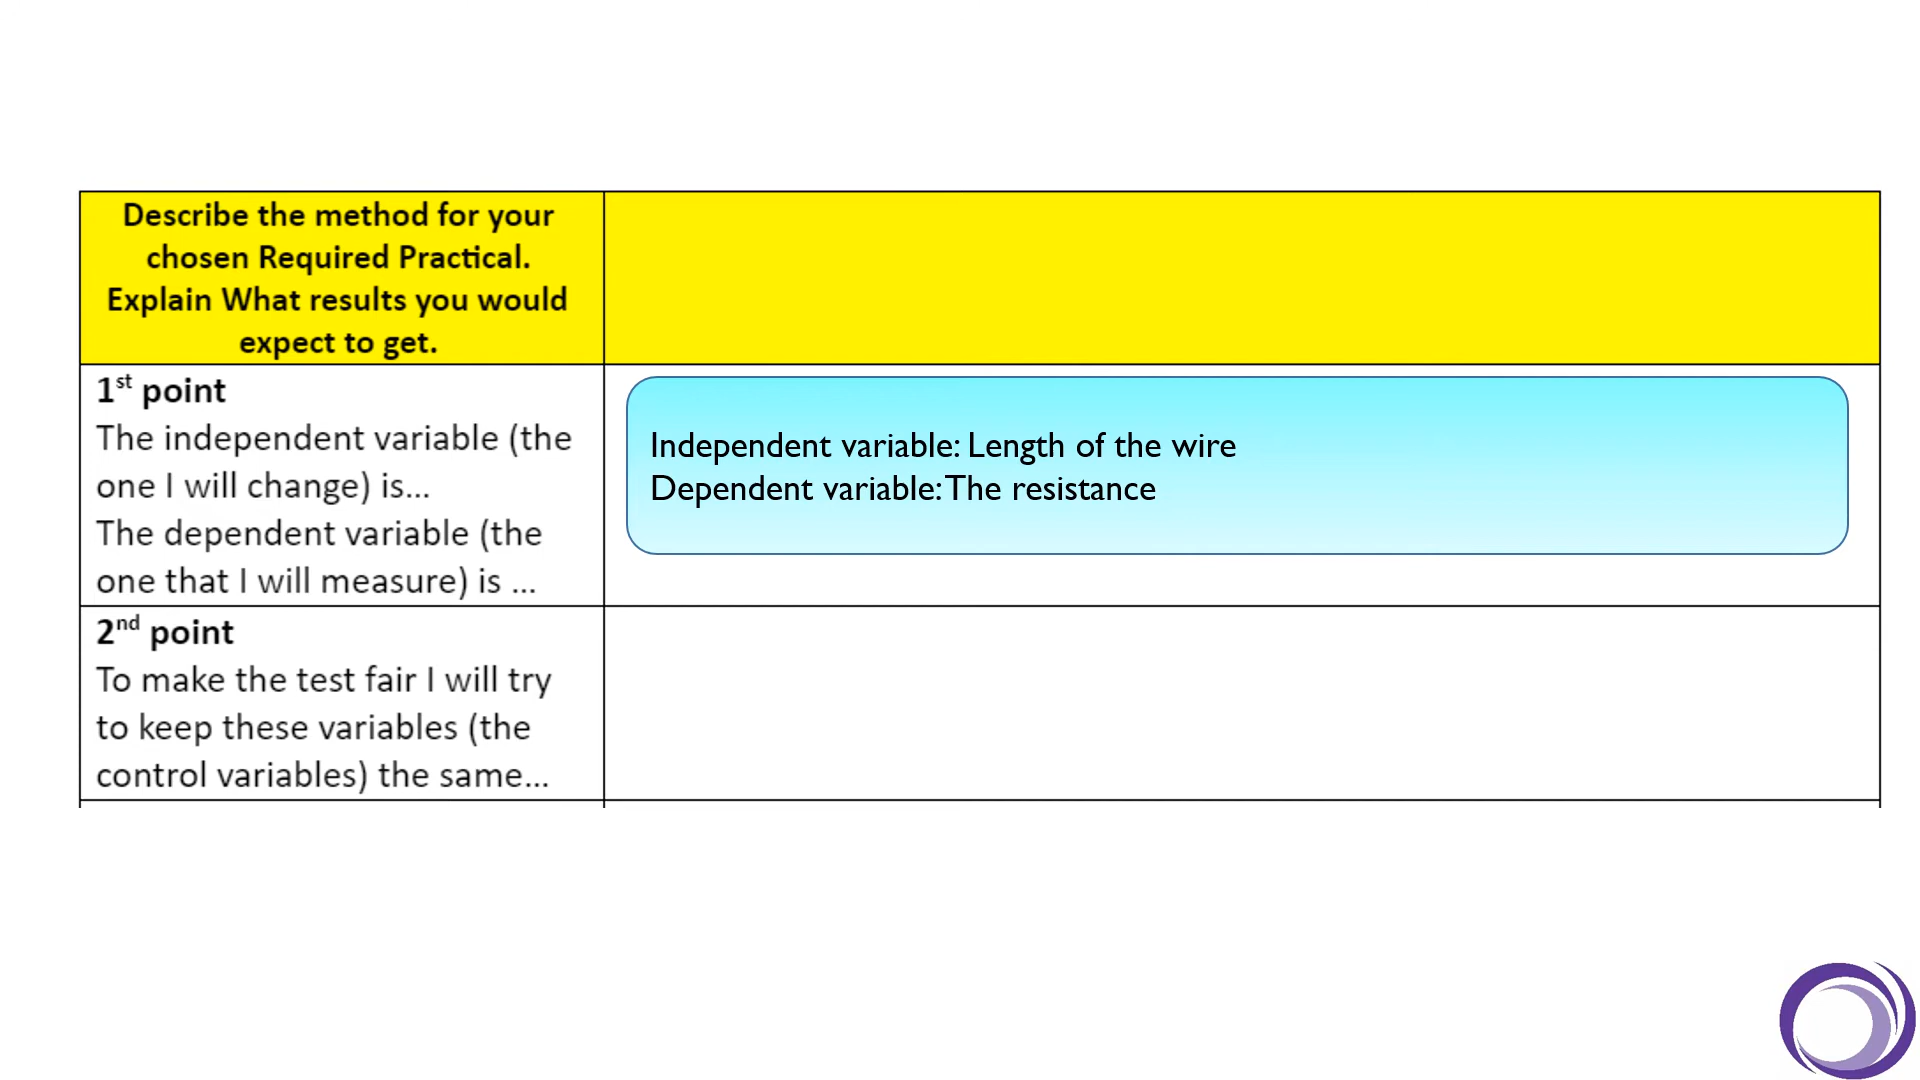 Describe the method for your
chosen Required Practical.
Explain What results you would
expect to get.
1st point
The independent variable (the
one I will change) is...
The dependent variable (the
one that I will measure) is ...
Independent variable: Length of the wire
Dependent variable: The resistance
2nd point
To make the test fair I will try
to keep these variables (the
control variables) the same...